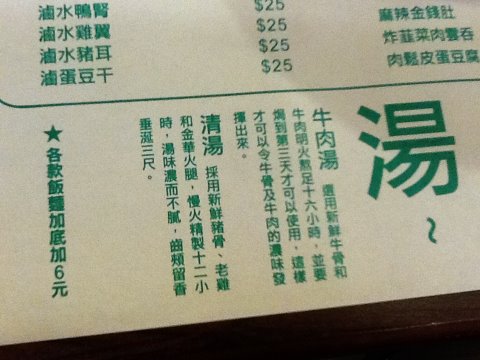 滷水鴨腎 $25
滷水雞翼 $25
滷水豬耳 $25
滷蛋豆干 $25
麻辣金錢肚
炸韮菜肉雲吞
肉鬆皮蛋豆腐
湯～
牛肉湯 選用新鮮牛骨和
牛肉明火熬足十六小時，並要
焗到第三天才可以使用，這樣
才可以令牛骨及牛肉的濃味發
揮出來。
清湯 採用新鮮豬骨、老雞
和金華火腿，慢火精製十二小
時，湯味濃而不膩，齒頰留香
垂涎三尺。
★各款飯麵加底加6元